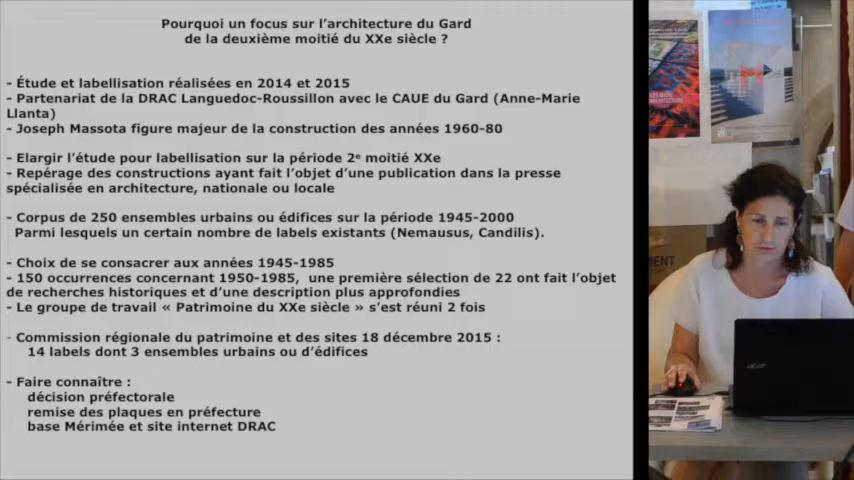 Pourquoi un focus sur l'architecture du Gard
de la deuxième moitié du XXe siècle ?
- Étude et labellisation réalisées en 2014 et 2015
- Partenariat de la DRAC Languedoc-Roussillon avec le CAUE du Gard (Anne-Marie
Llanta)
- Joseph Massota figure majeur de la construction des années 1960-80
- Elargir l'étude pour labellisation sur la période 2e moitié XXe
- Repérage des constructions ayant fait l'objet d'une publication dans la presse
spécialisée en architecture, nationale ou locale
- Corpus de 250 ensembles urbains ou édifices sur la période 1945-2000
Parmi lesquels un certain nombre de labels existants (Nemausus, Candilis).
- Choix de se consacrer aux années 1945-1985
- 150 occurrences concernant 1950-1985, une première sélection de 22 ont fait l'objet
de recherches historiques et d'une description plus approfondies
- Le groupe de travail « Patrimoine du XXe siècle » s'est réuni 2 fois
- Commission régionale du patrimoine et des sites 18 décembre 2015 :
14 labels dont 3 ensembles urbains ou d'édifices
- Faire connaître :
décision préfectorale
remise des plaques en préfecture
base Mérimée et site internet DRAC
acer